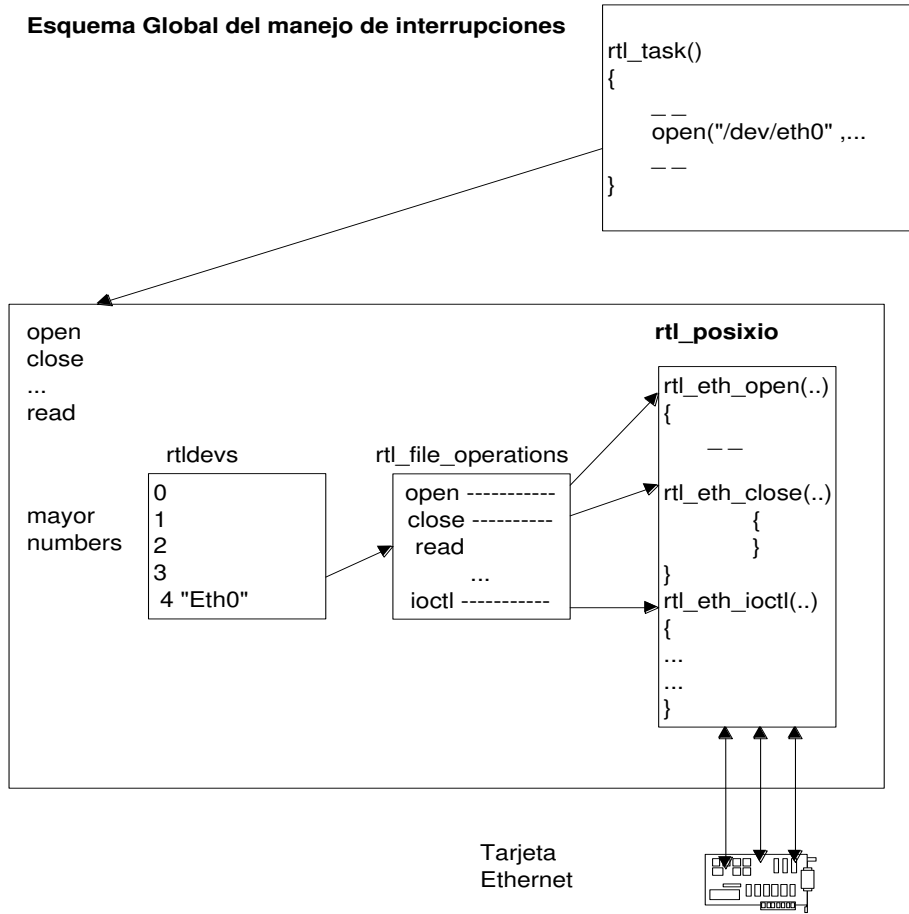 Esquema Global del manejo de interrupciones
rtl_task()
{
_ _
open("/dev/eth0" ,...
_ _
}
open
close
...
read
mayor
numbers
rtldevs
0
1
2
3
4 "Eth0"
rtl_file_operations
open -----------
close ----------
read
...
ioctl -----------
rtl_posixio
rtl_eth_open(..)
{
_ _
rtl_eth_close(..)
{
}
}
rtl_eth_ioctl(..)
{
...
...
}
Tarjeta
Ethernet